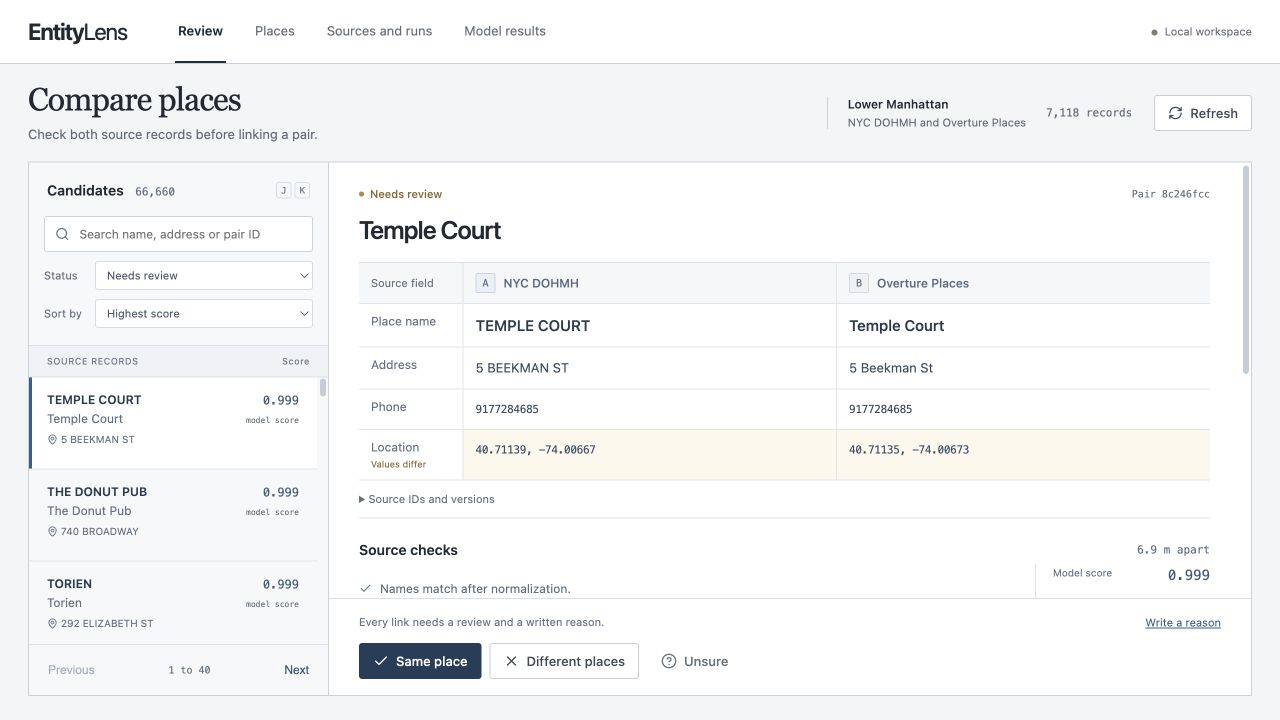 EntityLens
Review
Places
Sources and runs
Model results
Local workspace
Compare places
Check both source records before linking a pair.
Lower Manhattan
NYC DOHMH and Overture Places
7,118 records
Refresh
Candidates 66,660
J K
Search name, address or pair ID
Status Needs review
Sort by Highest score
SOURCE RECORDS Score
TEMPLE COURT 0.999
Temple Court model score
5 BEEKMAN ST
THE DONUT PUB 0.999
The Donut Pub model score
740 BROADWAY
TORIEN 0.999
Torien model score
292 ELIZABETH ST
Previous 1 to 40 Next
Needs review Pair 8c246fcc
Temple Court
Source field A NYC DOHMH B Overture Places
Place name TEMPLE COURT Temple Court
Address 5 BEEKMAN ST 5 Beekman St
Phone 9177284685 9177284685
Location 40.71139, -74.00667 40.71135, -74.00673
Values differ
Source IDs and versions
Source checks 6.9 m apart
Names match after normalization. Model score 0.999
Every link needs a review and a written reason. Write a reason
Same place Different places Unsure